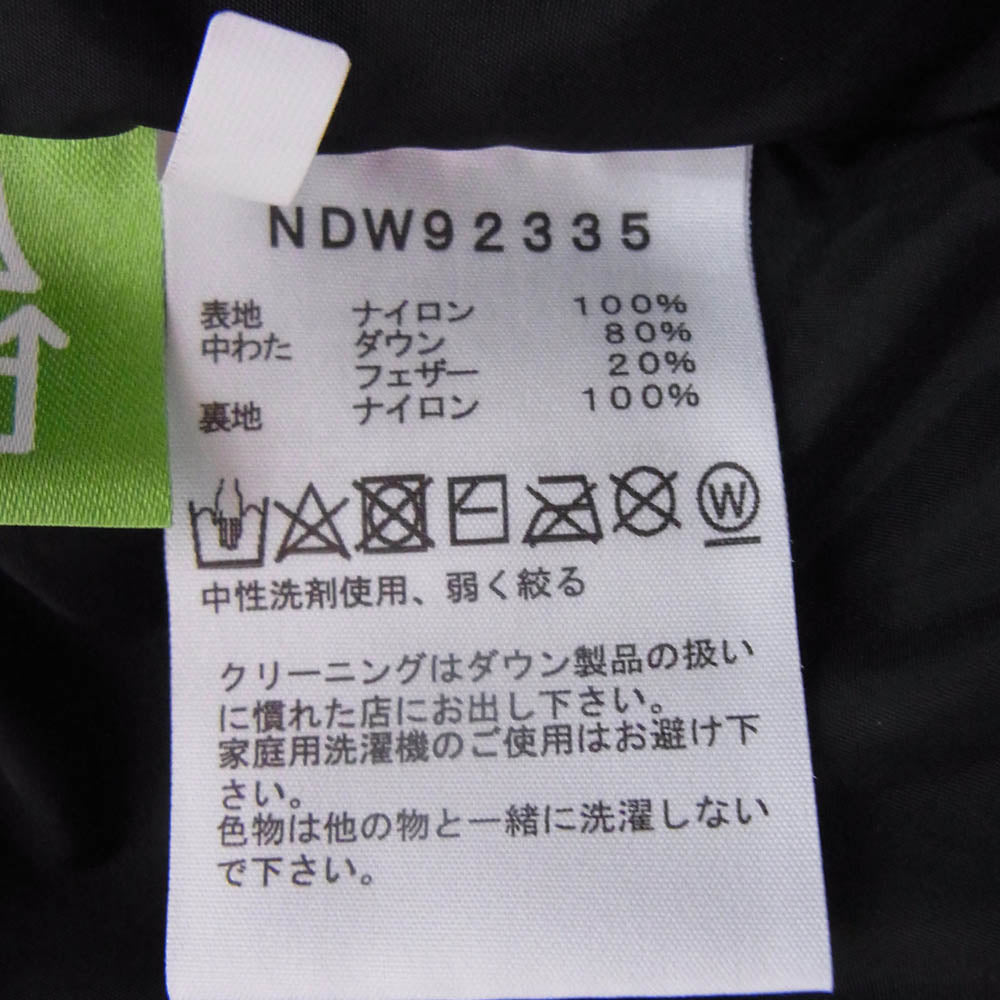 NDW92335
表地 ナイロン 100%
中わた ダウン 80%
フェザー 20%
裏地 ナイロン 100%
W
中性洗剤使用、弱く絞る
クリーニングはダウン製品の扱い
に慣れた店にお出し下さい。
家庭用洗濯機のご使用はお避け下
さい。
色物は他の物と一緒に洗濯しない
で下さい。